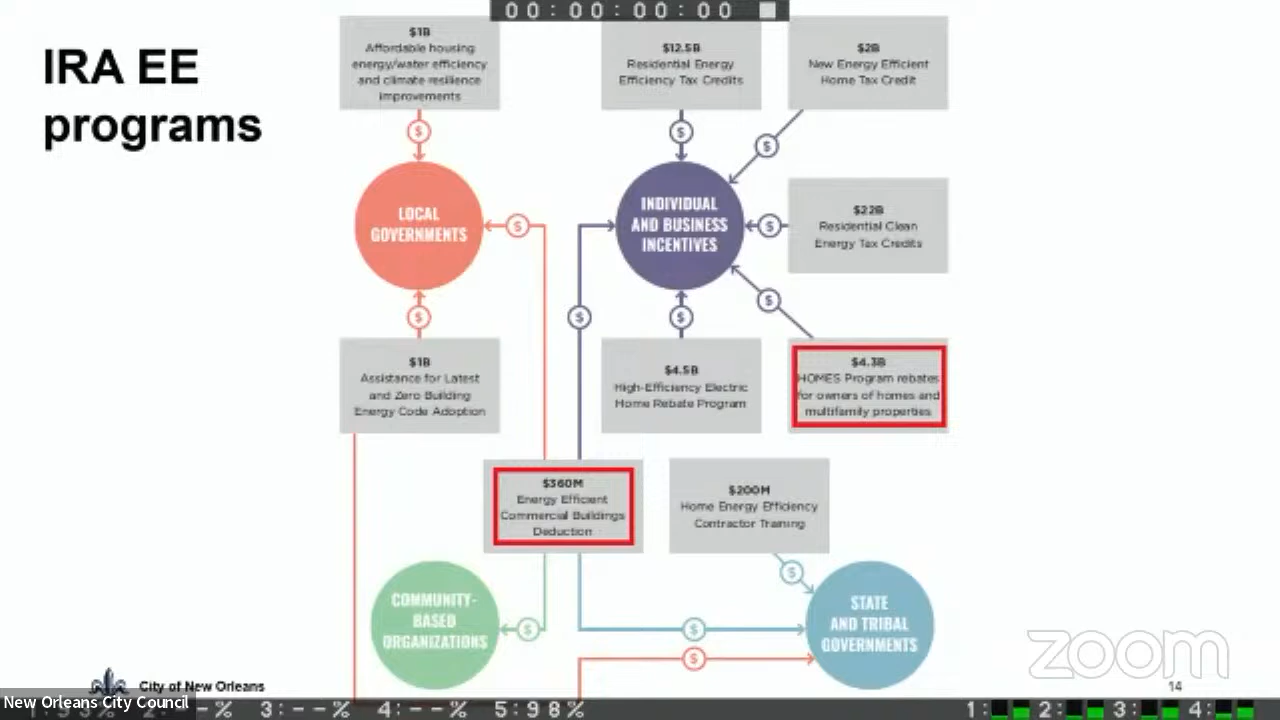 00:00:00:00
IRA EE
programs
$1B
Affordable housing
energy/water efficiency
and climate resilience
improvements
$12.5B
Residential Energy
Efficiency Tax Credits
$2B
New Energy Efficient
Home Tax Credit
$
$
$
LOCAL
GOVERNMENTS
$
INDIVIDUAL
AND BUSINESS
INCENTIVES
$
$22B
Residential Clean
Energy Tax Credits
$
$
$
$
$1B
Assistance for Latest
and Zero Building
Energy Code Adoption
$4.5B
High-Efficiency Electric
Home Rebate Program
$4.3B
HOMES Program rebates
for owners of homes and
multifamily properties
$360M
Energy Efficient
Commercial Buildings
Deduction
$200M
Home Energy Efficiency
Contractor Training
$
COMMUNITY-
BASED
ORGANIZATIONS
$
$
$
STATE
AND TRIBAL
GOVERNMENTS
zoom
City of New Orleans
14
New Orleans City Council
3:--% 4:--% 5:98%
1: 2: 3: 4: